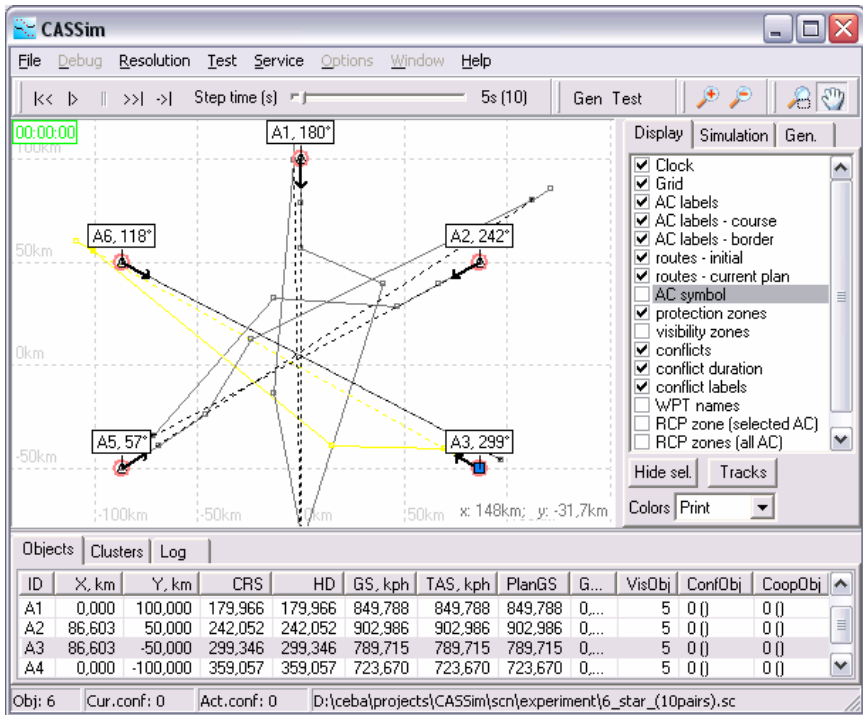 CASSim
File Debug Resolution Test Service Options Window Help
|<< |> || >>| ->| Step time (s) 5s (10) Gen Test
00:00:00
100km
50km
0km
-50km
-100km -50km 0km 50km x: 148km; y: -31,7km
A1, 180°
A6, 118°
A2, 242°
A5, 57°
A3, 299°
Display Simulation Gen.
Clock
Grid
AC labels
AC labels - course
AC labels - border
routes - initial
routes - current plan
AC symbol
protection zones
visibility zones
conflicts
conflict duration
conflict labels
WPT names
RCP zone (selected AC)
RCP zones (all AC)
Hide sel. Tracks
Colors Print
Objects Clusters Log
ID X, km Y, km CRS HD GS, kph TAS, kph PlanGS G... VisObj ConfObj CoopObj
A1 0,000 100,000 179,966 179,966 849,788 849,788 849,788 0,... 5 0 () 0 ()
A2 86,603 50,000 242,052 242,052 902,986 902,986 902,986 0,... 5 0 () 0 ()
A3 86,603 -50,000 299,346 299,346 789,715 789,715 789,715 0,... 5 0 () 0 ()
A4 0,000 -100,000 359,057 359,057 723,670 723,670 723,670 0,... 5 0 () 0 ()
Obj: 6 Cur.conf: 0 Act.conf: 0 D:\ceba\projects\CASSim\scn\experiment\6_star_(10pairs).sc